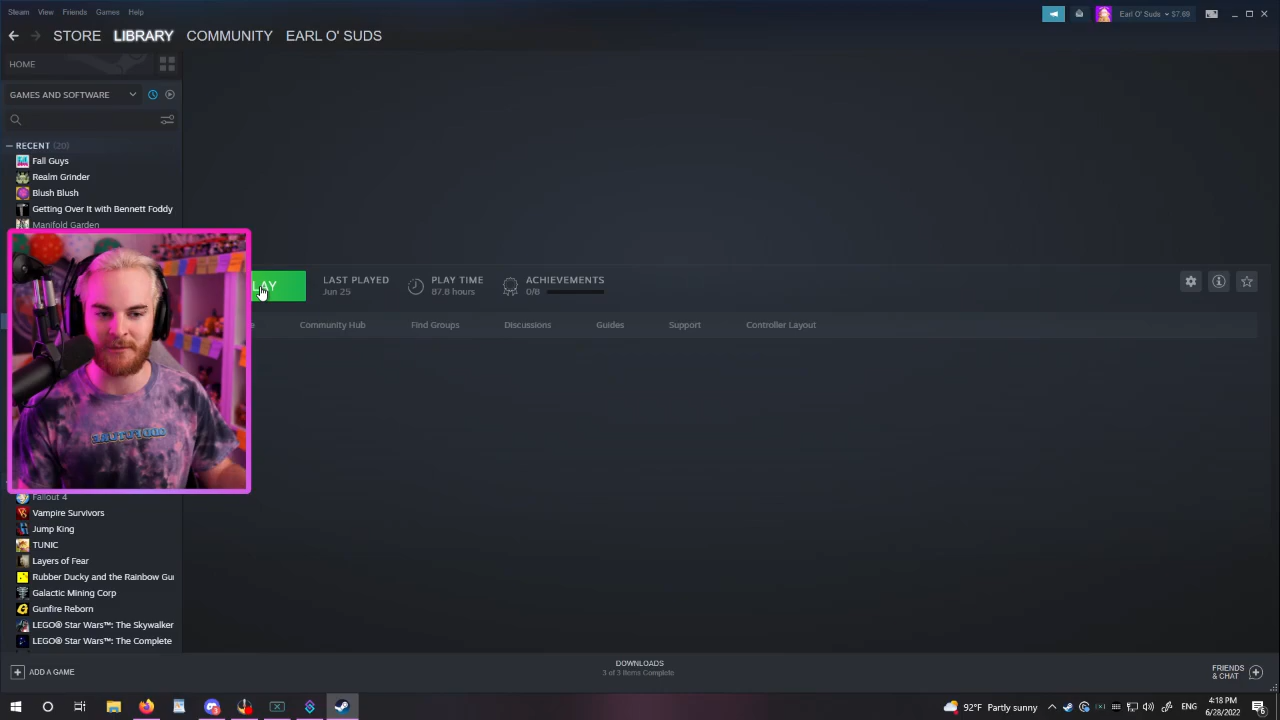 Steam View Friends Games Help
Earl O' Suds $7.69
STORE LIBRARY COMMUNITY EARL O' SUDS
HOME
GAMES AND SOFTWARE
RECENT (20)
Fall Guys
Realm Grinder
Blush Blush
Getting Over It with Bennett Foddy
Manifold Garden
LAY
LAST PLAYED
Jun 25
PLAY TIME
87.8 hours
ACHIEVEMENTS
0/8
Community Hub Find Groups Discussions Guides Support Controller Layout
Fallout 4
Vampire Survivors
Jump King
TUNIC
Layers of Fear
Rubber Ducky and the Rainbow Gu
Galactic Mining Corp
Gunfire Reborn
LEGO® Star Wars™: The Skywalker
LEGO® Star Wars™: The Complete
ADD A GAME
DOWNLOADS
3 of 3 Items Complete
FRIENDS
& CHAT
92°F Partly sunny
ENG
4:18 PM
6/28/2022